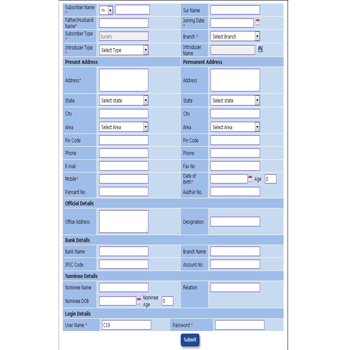 Subscriber Name * Sur Name
Father/Husband Name* Joining Date *
Subscriber Type * Surety Branch * Select Branch
Introducer Type * Select Type Introducer Name
Present Address Permanent Address
Address* Address
State Select state State Select state
City City
Area Select Area Area Select Area
Pin Code Pin Code
Phone Phone
E-mail Fax No
Mobile* Date of Birth* Age 0
Pancard No. Aadhar No.
Official Details
Office Address Designation
Bank Details
Bank Name Branch Name
IFSC Code Account No.
Nominee Details
Nominee Name Relation
Nominee DOB Nominee Age 0
Login Details
User Name * C19 Password *
Submit